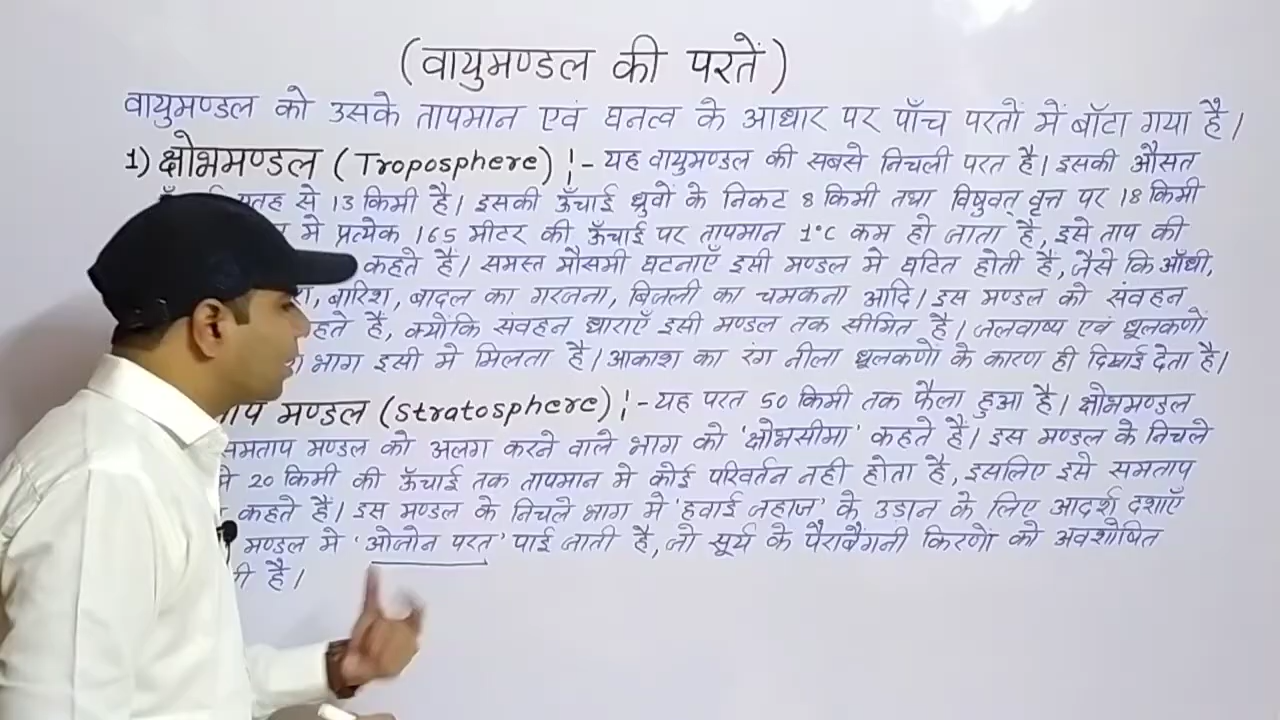 (वायुमण्डल की परतें)
वायुमण्डल को उसके तापमान एवं घनत्व के आधार पर पाँच परतों में बॉटा गया है।
1) क्षोभमण्डल (Troposphere) :- यह वायुमण्डल की सबसे निचली परत है। इसकी औसत
से 13 किमी है। इसकी ऊँचाई ध्रुवों के निकट 8 किमी तथा विषुवत् वृत्त पर 18 किमी
मे प्रत्येक 165 मीटर की ऊँचाई पर तापमान 1°C कम हो जाता है, इसे ताप की
कहते है। समस्त मौसमी घटनाएँ इसी मण्डल मे घटित होती है, जैसे कि ऑधी,
बारिश, बादल का गरजना, बिजली का चमकना आदि। इस मण्डल को संवहन
है, क्योंकि संवहन धाराएँ इसी मण्डल तक सीमित है। जलवाष्प एवं धूलकणों
भाग इसी मे मिलता है। आकाश का रंग नीला धूलकणो के कारण ही दिखाई देता है।
मण्डल (Stratosphere) :- यह परत 50 किमी तक फैला हुआ है। क्षोभमण्डल
समताप मण्डल को अलग करने वाले भाग को 'क्षोभसीमा' कहते है। इस मण्डल के निचले
20 किमी की ऊँचाई तक तापमान मे कोई परिवर्तन नही होता है, इसलिए इसे समताप
कहते है। इस मण्डल के निचले भाग मे 'हवाई जहाज' के उडान के लिए आदर्श दशाएँ
मण्डल मे 'ओजोन परत' पाई जाती है, जो सूर्य के पैराबैगनी किरणों को अवशोषित
है।